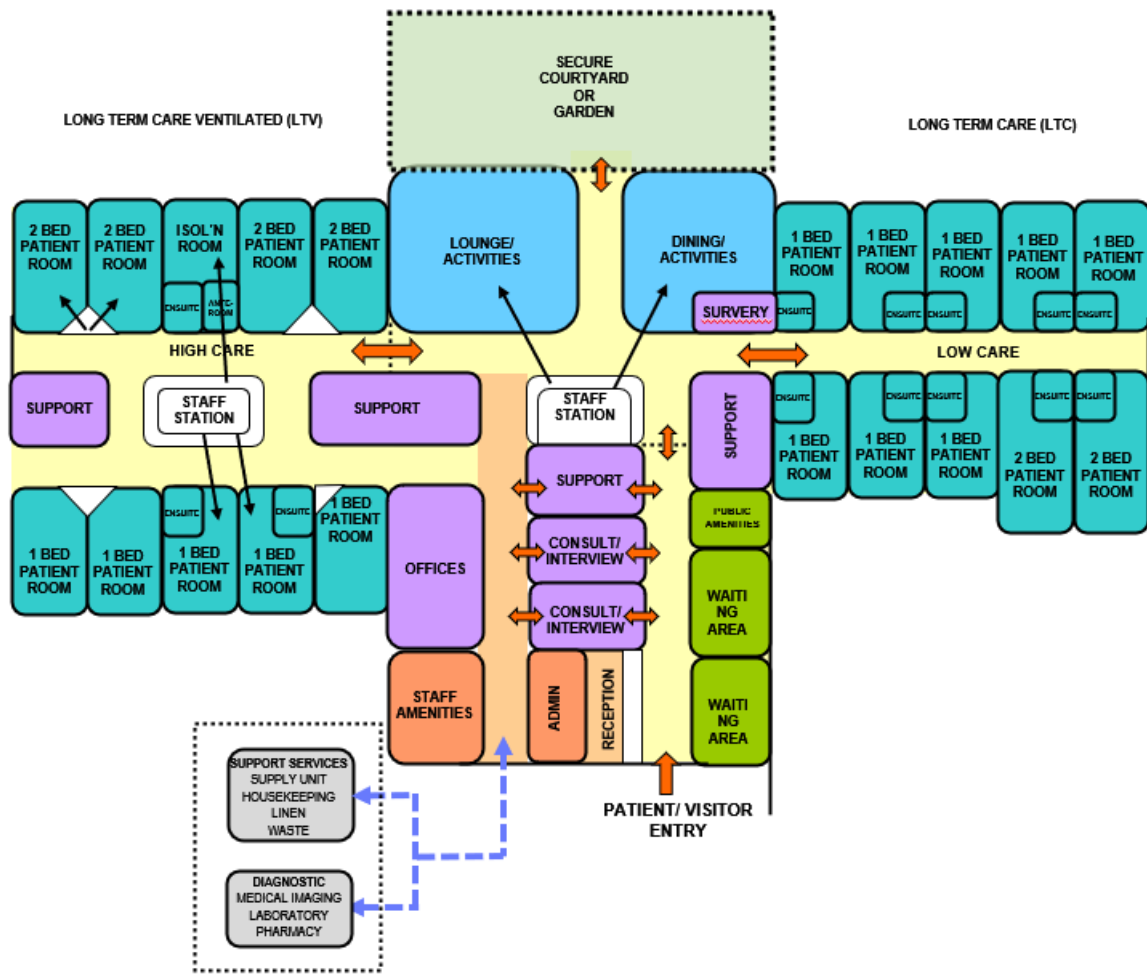 SECURE
COURTYARD
OR
GARDEN
LONG TERM CARE VENTILATED (LTV)
LONG TERM CARE (LTC)
2 BED
PATIENT
ROOM
2 BED
PATIENT
ROOM
ISOL'N
ROOM
2 BED
PATIENT
ROOM
2 BED
PATIENT
ROOM
ENSUITE
ANTE-
ROOM
LOUNGE/
ACTIVITIES
DINING/
ACTIVITIES
SURVERY
1 BED
PATIENT
ROOM
1 BED
PATIENT
ROOM
1 BED
PATIENT
ROOM
1 BED
PATIENT
ROOM
1 BED
PATIENT
ROOM
ENSUITE
ENSUITE
ENSUITE
ENSUITE
ENSUITE
HIGH CARE
LOW CARE
SUPPORT
STAFF
STATION
SUPPORT
STAFF
STATION
SUPPORT
ENSUITE
ENSUITE
ENSUITE
ENSUITE
ENSUITE
1 BED
PATIENT
ROOM
1 BED
PATIENT
ROOM
1 BED
PATIENT
ROOM
2 BED
PATIENT
ROOM
2 BED
PATIENT
ROOM
SUPPORT
PUBLIC
AMENITIES
ENSUITE
ENSUITE
1 BED
PATIENT
ROOM
1 BED
PATIENT
ROOM
1 BED
PATIENT
ROOM
1 BED
PATIENT
ROOM
1 BED
PATIENT
ROOM
OFFICES
CONSULT/
INTERVIEW
CONSULT/
INTERVIEW
WAITI
NG
AREA
STAFF
AMENITIES
ADMIN
RECEPTION
WAITI
NG
AREA
PATIENT/ VISITOR
ENTRY
SUPPORT SERVICES
SUPPLY UNIT
HOUSEKEEPING
LINEN
WASTE
DIAGNOSTIC
MEDICAL IMAGING
LABORATORY
PHARMACY